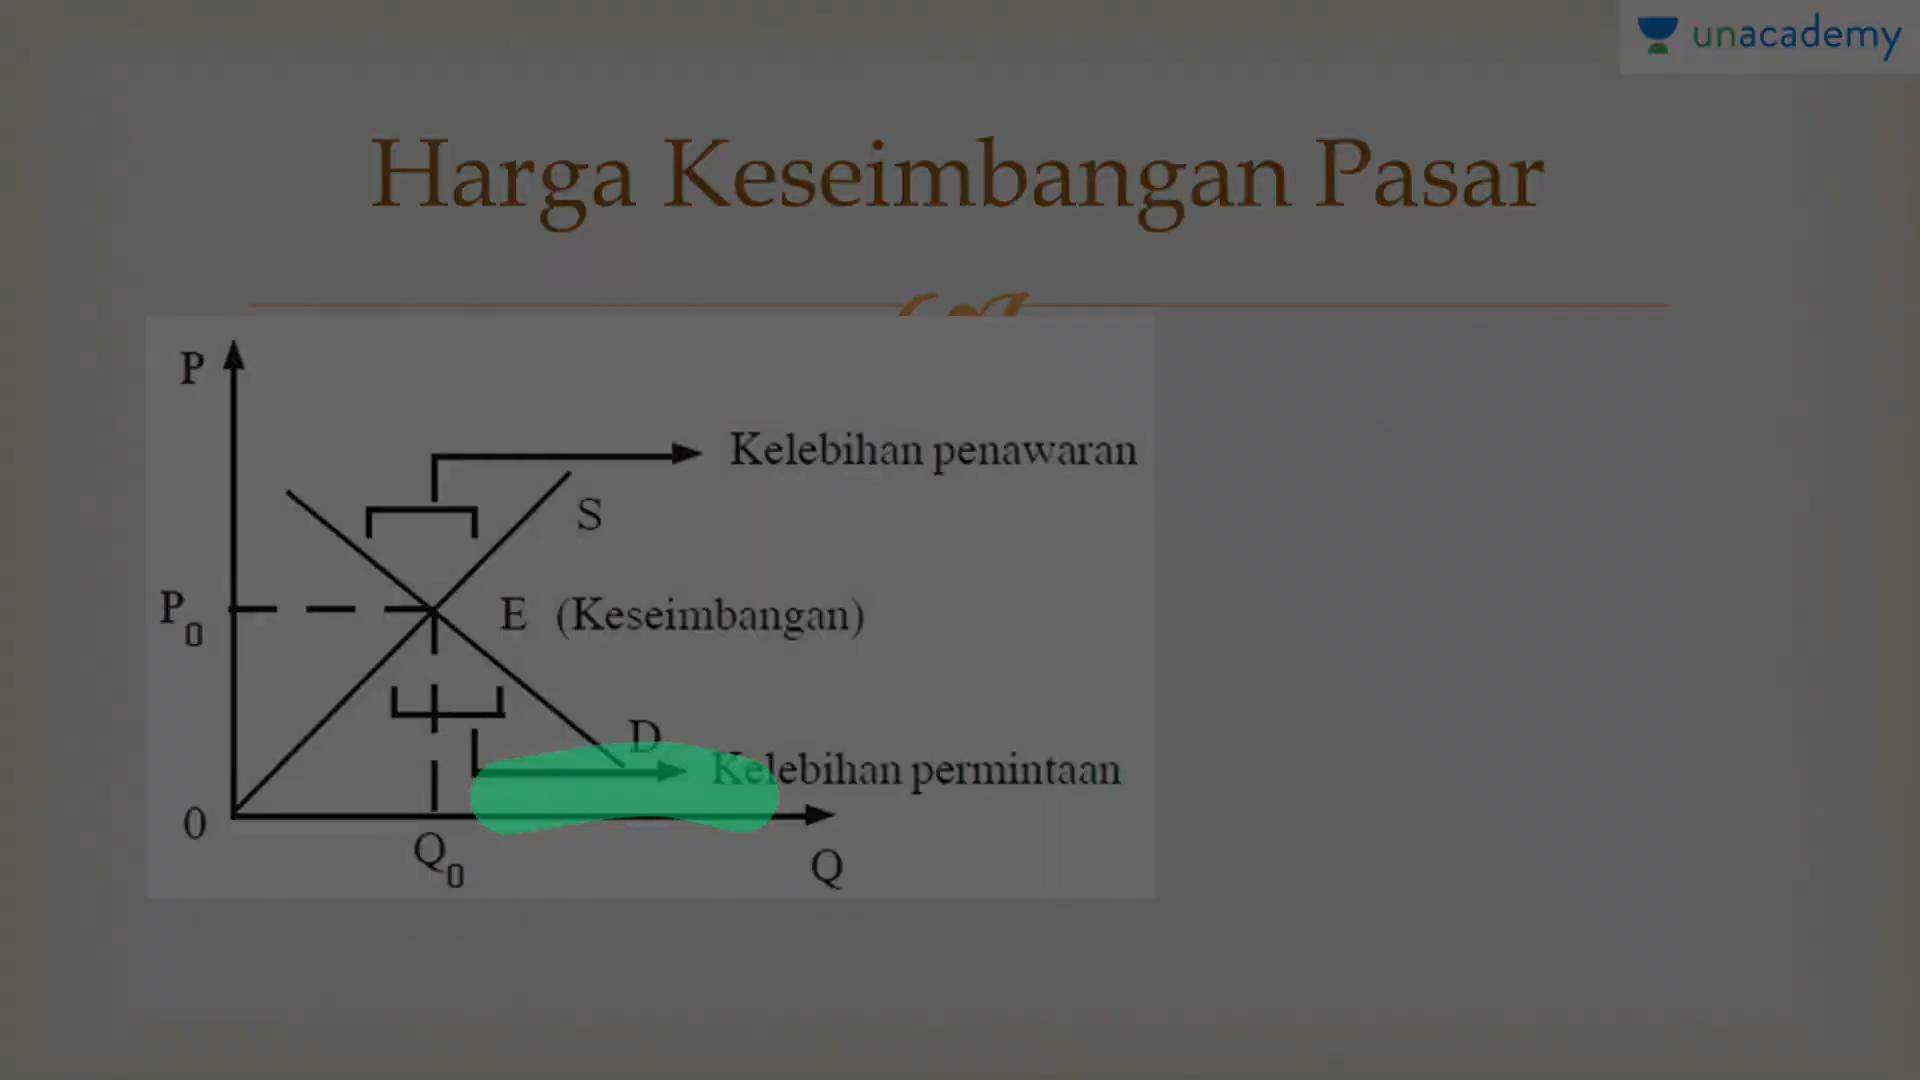 unacademy
Harga Keseimbangan Pasar
P
Kelebihan penawaran
S
P0
E (Keseimbangan)
D
Kelebihan permintaan
0
Q0
Q